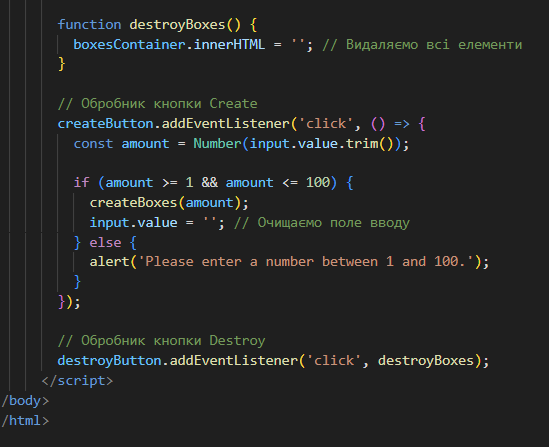 function destroyBoxes() {
boxesContainer.innerHTML = ''; // Видаляємо всі елементи
}
// Обробник кнопки Create
createButton.addEventListener('click', () => {
const amount = Number(input.value.trim());
if (amount >= 1 && amount <= 100) {
createBoxes(amount);
input.value = ''; // Очищаємо поле вводу
} else {
alert('Please enter a number between 1 and 100.');
}
});
// Обробник кнопки Destroy
destroyButton.addEventListener('click', destroyBoxes);
</script>
/body>
/html>